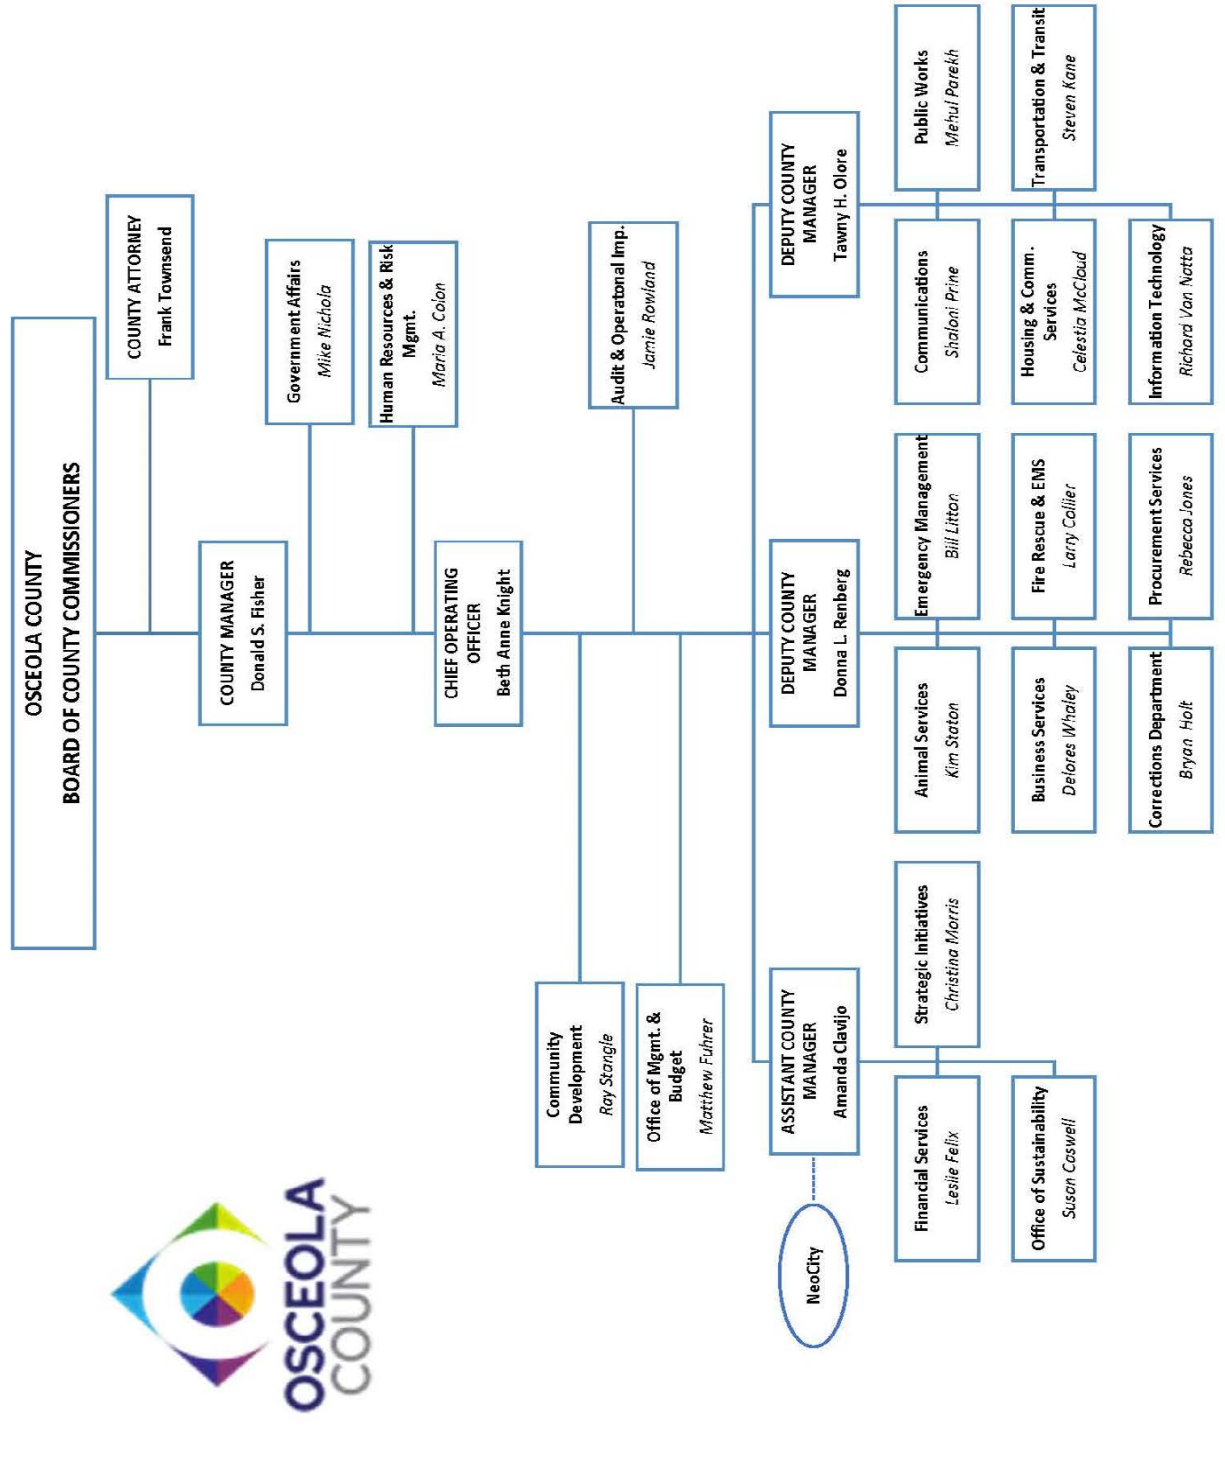 OSCEOLA
COUNTY
OSCEOLA COUNTY
BOARD OF COUNTY COMMISSIONERS
COUNTY ATTORNEY
Frank Townsend
COUNTY MANAGER
Donald S. Fisher
Government Affairs
Mike Nichola
Human Resources & Risk
Mgmt.
Maria A. Colon
CHIEF OPERATING
OFFICER
Beth Anne Knight
Community
Development
Ray Stangle
Audit & Operatonal Imp.
Jamie Rowland
Office of Mgmt. &
Budget
Matthew Fuhrer
NeoCity
ASSISTANT COUNTY
MANAGER
Amanda Clavijo
DEPUTY COUNTY
MANAGER
Donna L. Renberg
DEPUTY COUNTY
MANAGER
Tawny H. Olore
Financial Services
Leslie Felix
Strategic Initiatives
Christina Morris
Office of Sustainability
Susan Caswell
Animal Services
Kim Staton
Emergency Management
Bill Litton
Business Services
Delores Whaley
Fire Rescue & EMS
Larry Collier
Corrections Department
Bryan Holt
Procurement Services
Rebecca Jones
Communications
Shaloni Prine
Public Works
Mehul Parekh
Housing & Comm.
Services
Celestia McCloud
Transportation & Transit
Steven Kane
Information Technology
Richard Van Natta